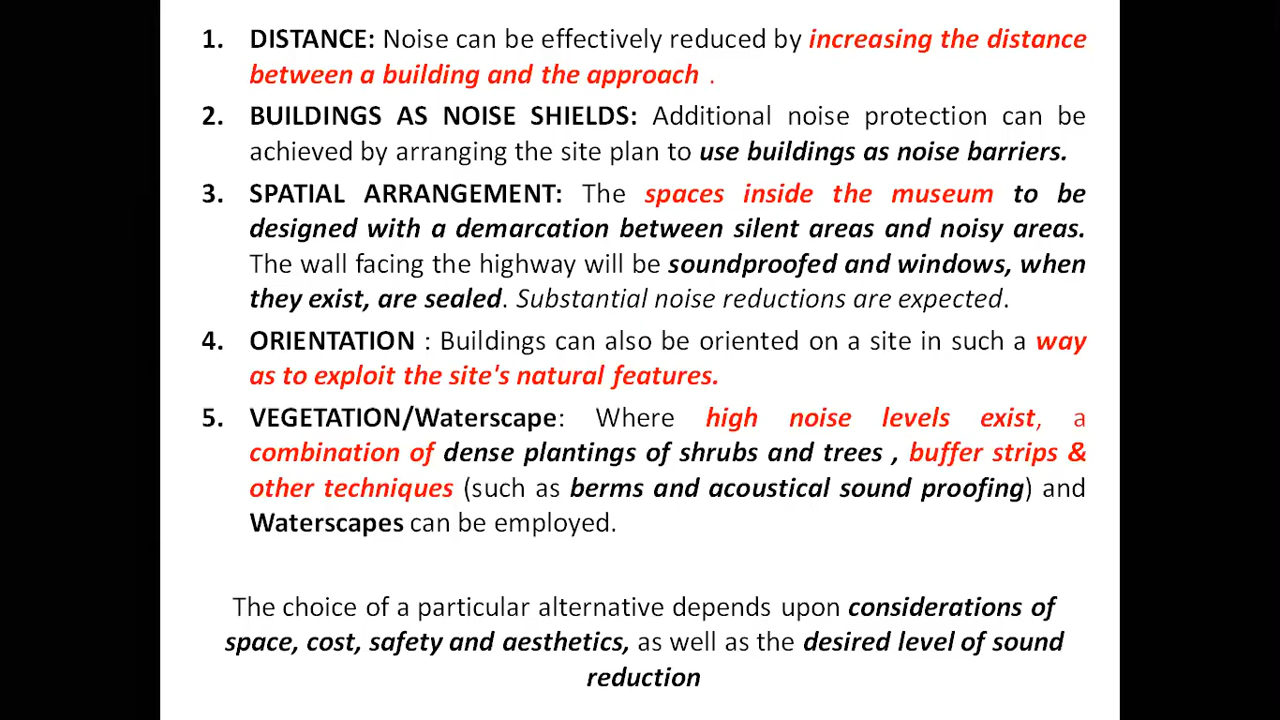 1. DISTANCE: Noise can be effectively reduced by increasing the distance
between a building and the approach .
2. BUILDINGS AS NOISE SHIELDS: Additional noise protection can be
achieved by arranging the site plan to use buildings as noise barriers.
3. SPATIAL ARRANGEMENT: The spaces inside the museum to be
designed with a demarcation between silent areas and noisy areas.
The wall facing the highway will be soundproofed and windows, when
they exist, are sealed. Substantial noise reductions are expected.
4. ORIENTATION : Buildings can also be oriented on a site in such a way
as to exploit the site's natural features.
5. VEGETATION/Waterscape: Where high noise levels exist, a
combination of dense plantings of shrubs and trees , buffer strips &
other techniques (such as berms and acoustical sound proofing) and
Waterscapes can be employed.
The choice of a particular alternative depends upon considerations of
space, cost, safety and aesthetics, as well as the desired level of sound
reduction